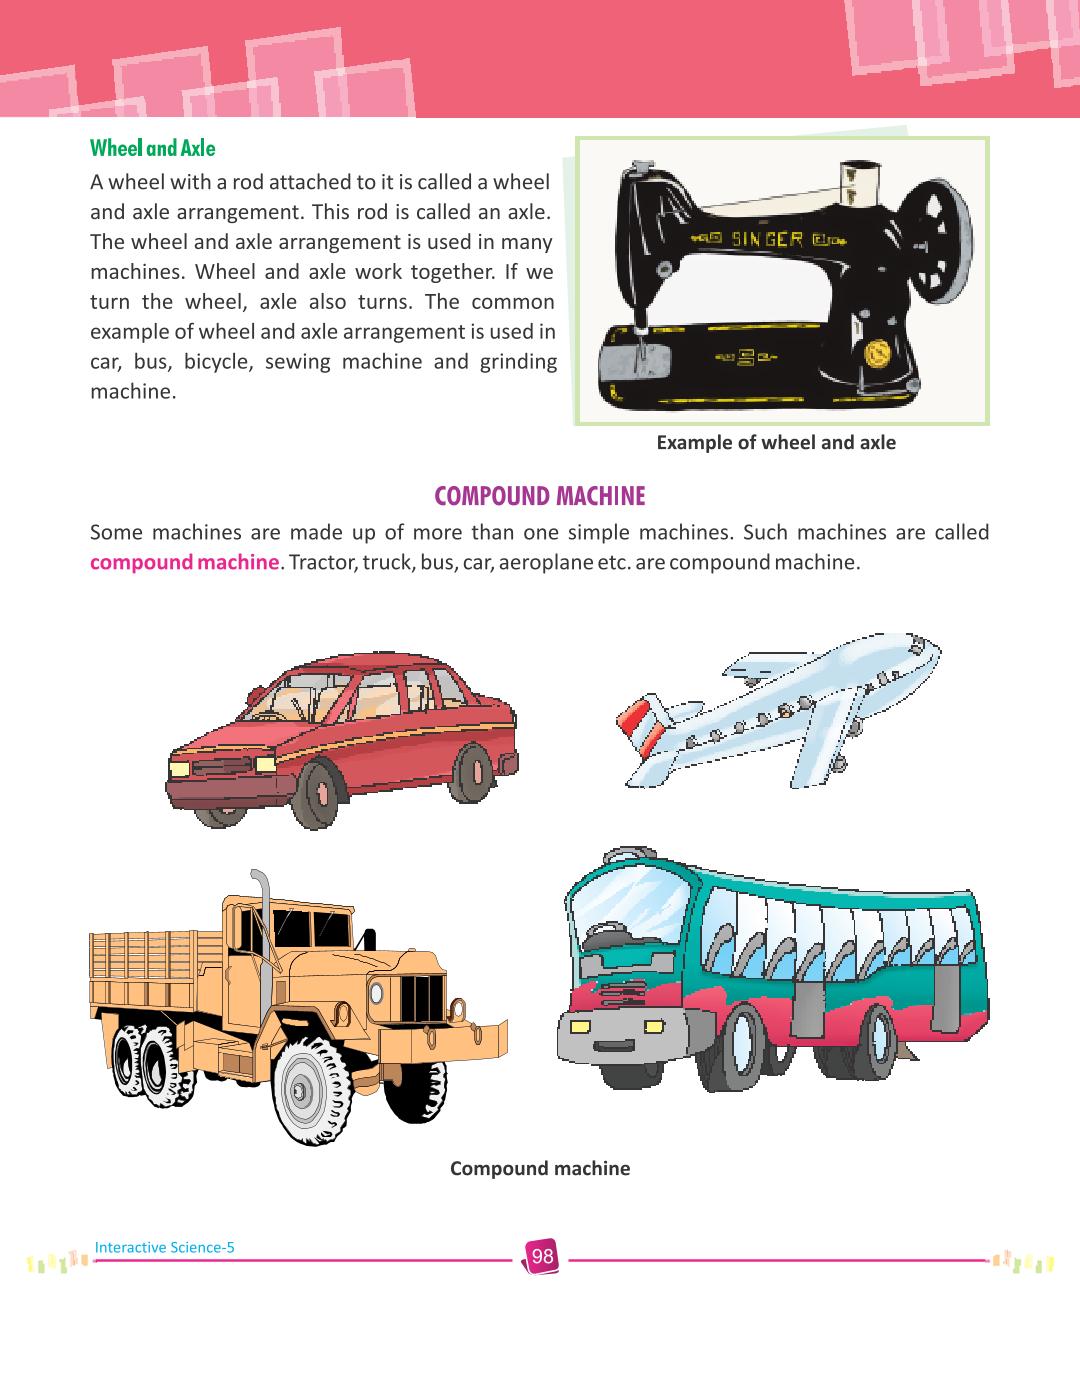 Wheel and Axle
A wheel with a rod attached to it is called a wheel
and axle arrangement. This rod is called an axle.
The wheel and axle arrangement is used in many
machines. Wheel and axle work together. If we
turn the wheel, axle also turns. The common
example of wheel and axle arrangement is used in
car, bus, bicycle, sewing machine and grinding
machine.
SINGER
Example of wheel and axle
COMPOUND MACHINE
Some machines are made up of more than one simple machines. Such machines are called
compound machine. Tractor, truck, bus, car, aeroplane etc. are compound machine.
Compound machine
Interactive Science-5
98